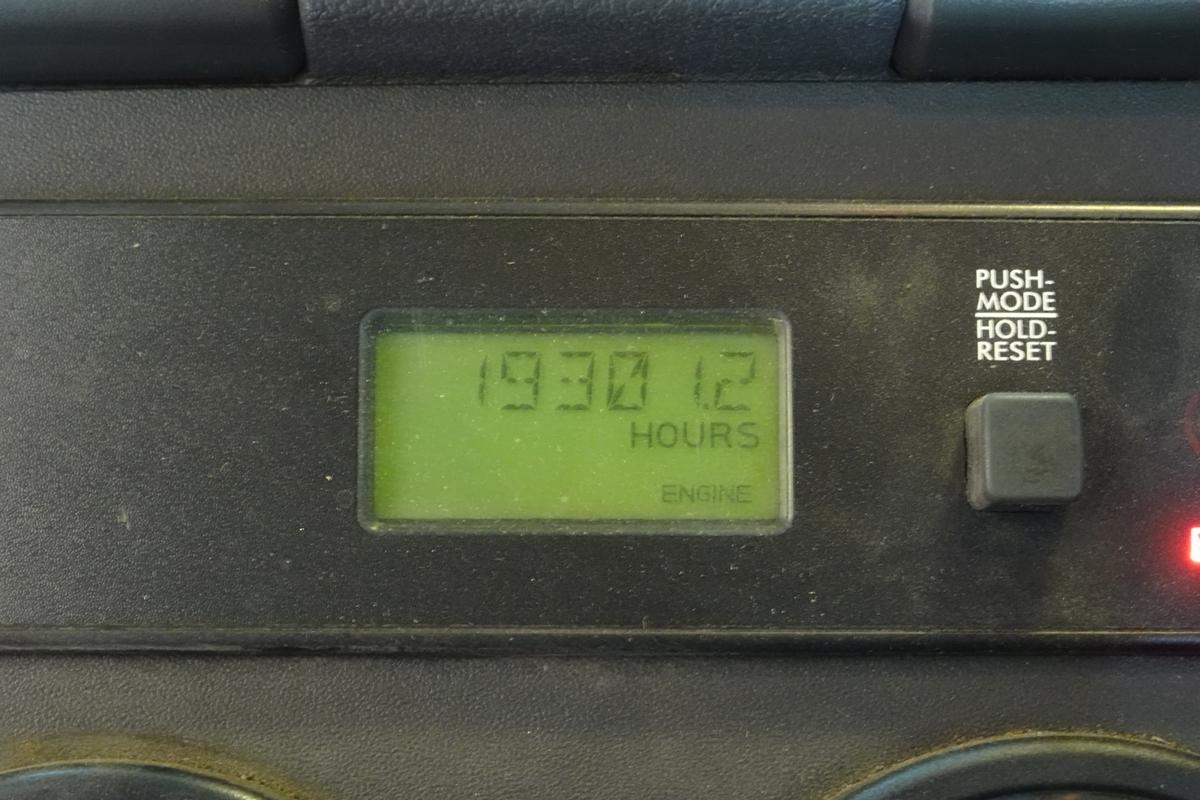 19301.2
HOURS
ENGINE
PUSH-
MODE
HOLD-
RESET